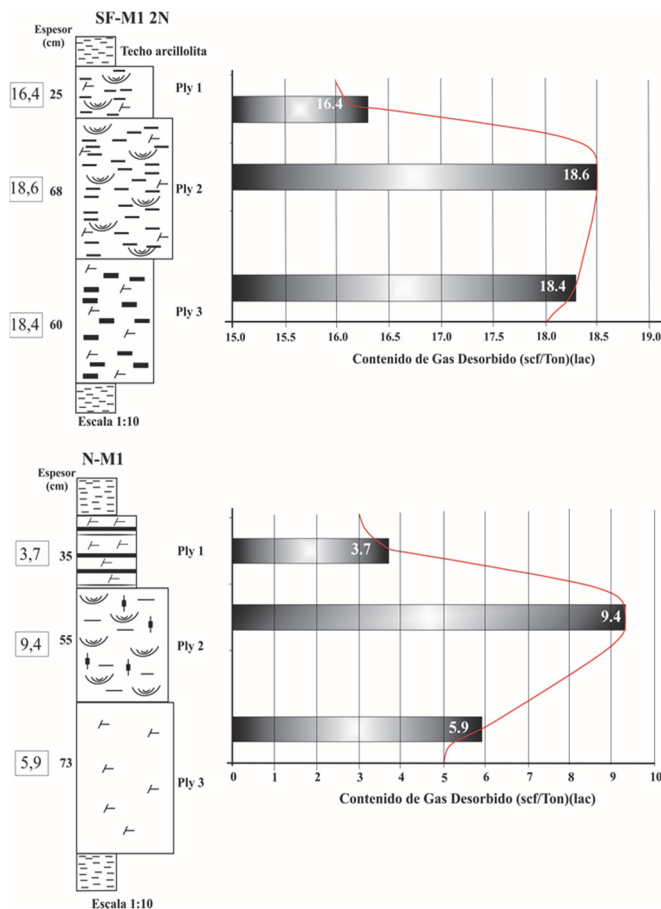 SF-M1 2N
Espesor
(cm)
Techo arcillolita
16,4 25 Ply 1
16.4
18,6 68 Ply 2
18.6
18,4 60 Ply 3
18.4
15.0 15.5 16.0 16.5 17.0 17.5 18.0 18.5 19.0
Contenido de Gas Desorbido (scf/Ton)(lac)
Escala 1:10
N-M1
Espesor
(cm)
3,7 35 Ply 1
3.7
9,4 55 Ply 2
9.4
5,9 73 Ply 3
5.9
0 1 2 3 4 5 6 7 8 9 10
Contenido de Gas Desorbido (scf/Ton)(lac)
Escala 1:10